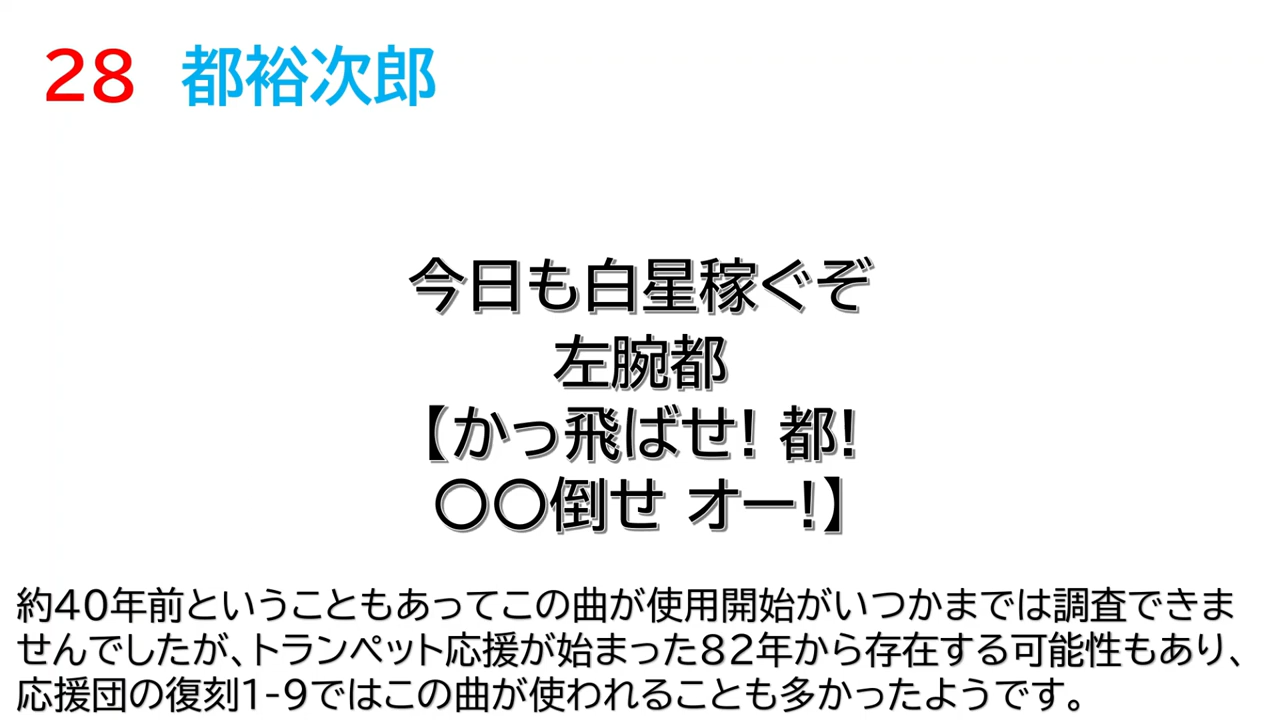 28 都裕次郎
今日も白星稼ぐぞ
左腕都
【かっ飛ばせ! 都!
〇〇倒せ オー!】
約40年前ということもあってこの曲が使用開始がいつかまでは調査できま
せんでしたが、トランペット応援が始まった82年から存在する可能性もあり、
応援団の復刻1-9ではこの曲が使われることも多かったようです。